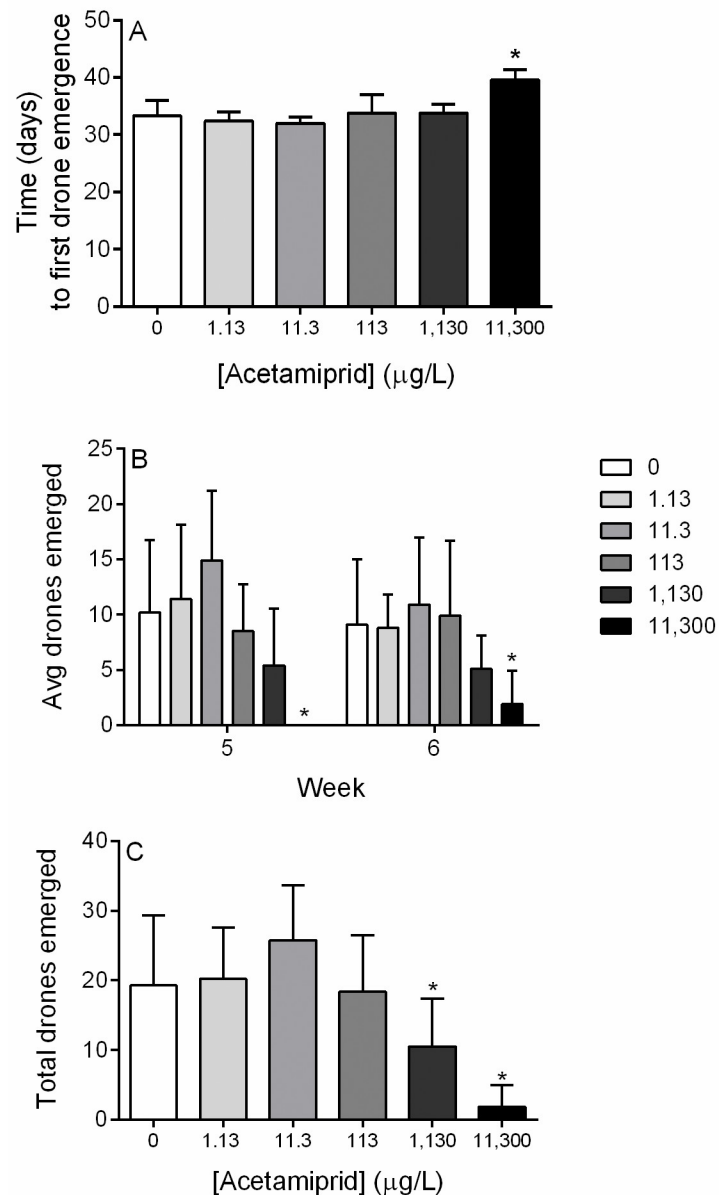 A
50
40
30
20
10
0
Time (days)
to first drone emergence
*
0 1.13 11.3 113 1,130 11,300
[Acetamiprid] (μg/L)
B
25
20
15
10
5
0
Avg drones emerged
* *
5 6
Week
0
1.13
11.3
113
1,130
11,300
C
40
30
20
10
0
Total drones emerged
* *
0 1.13 11.3 113 1,130 11,300
[Acetamiprid] (μg/L)